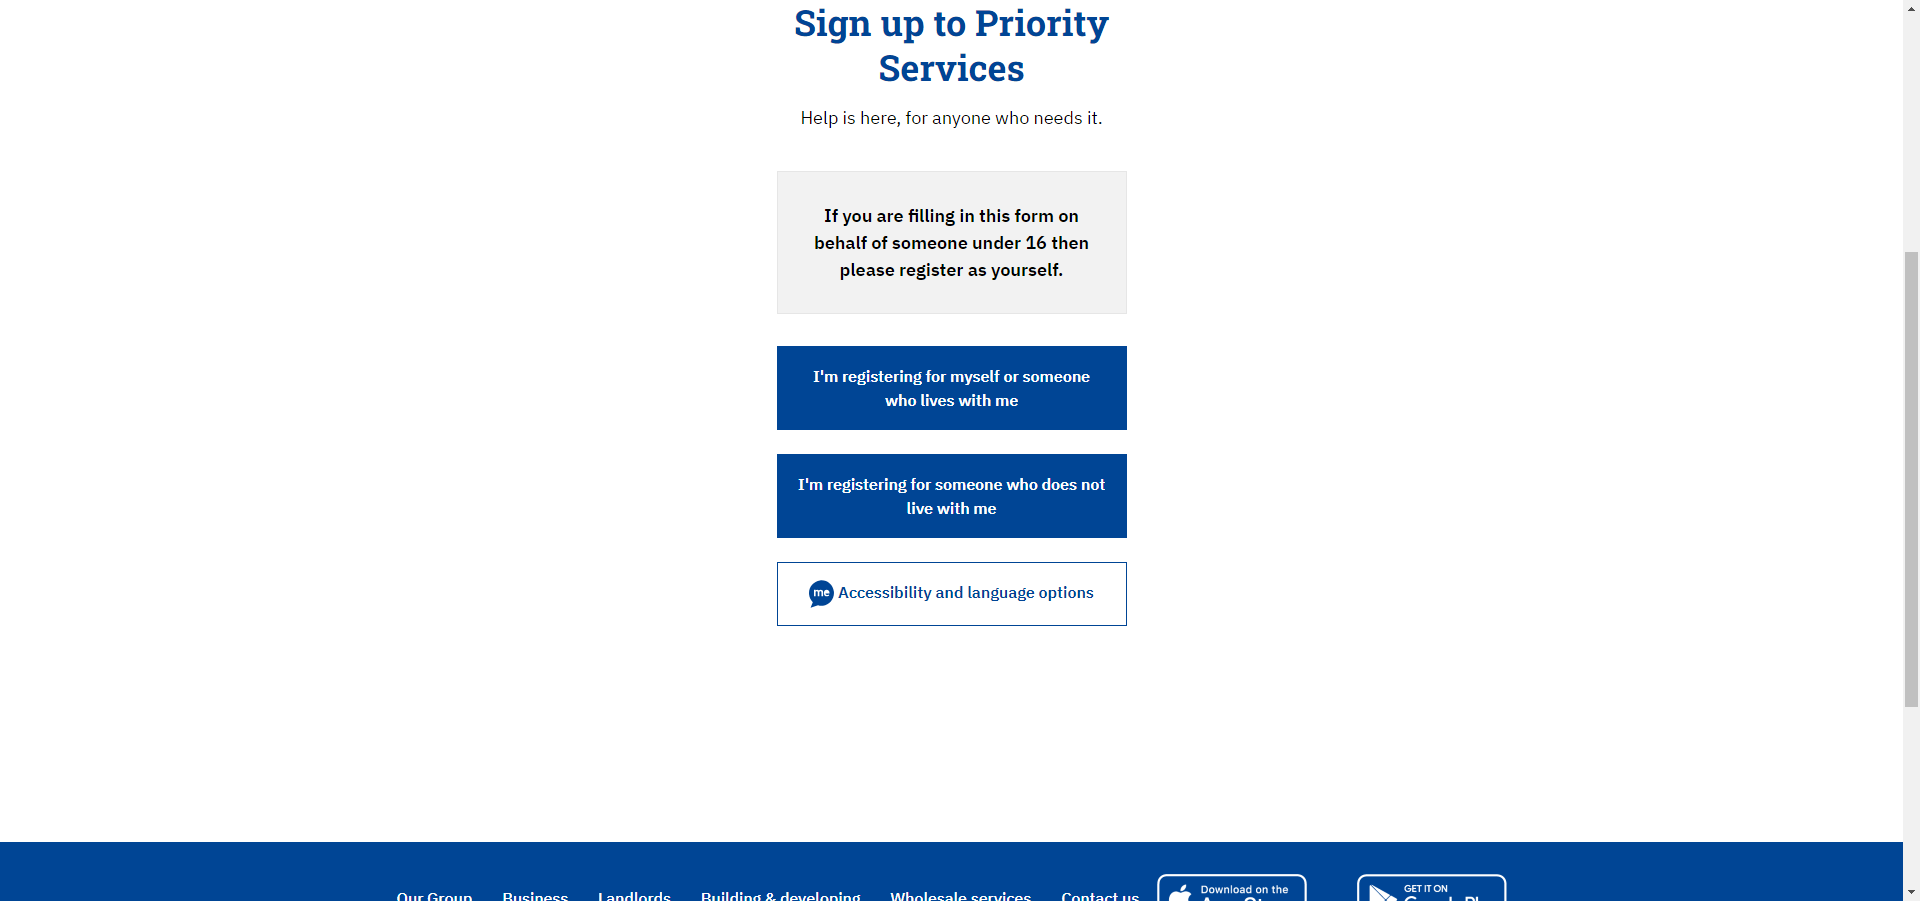 Sign up to Priority
Services
Help is here, for anyone who needs it.
If you are filling in this form on
behalf of someone under 16 then
please register as yourself.
I'm registering for myself or someone
who lives with me
I'm registering for someone who does not
live with me
me Accessibility and language options
Our Group Business Landlords Building & developing Wholesale services Contact us
Download on the
GET IT ON